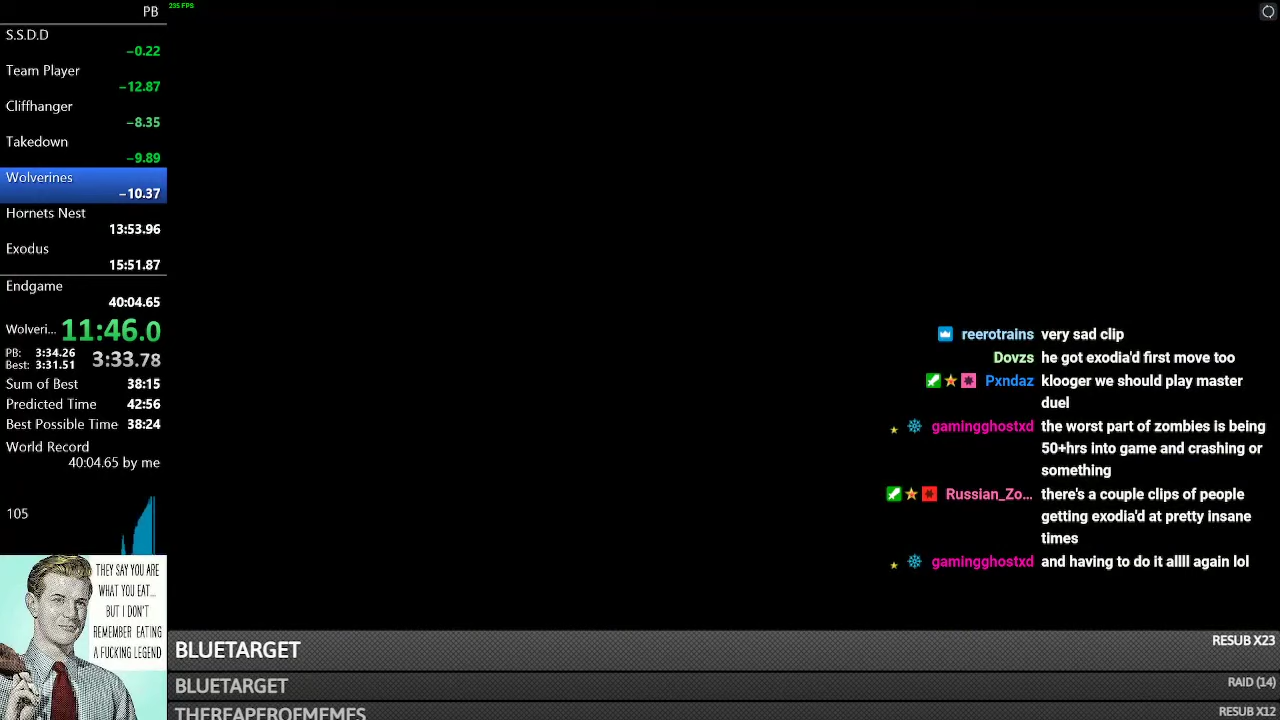 PB
235 FPS
S.S.D.D
−0.22
Team Player
−12.87
Cliffhanger
−8.35
Takedown
−9.89
Wolverines
−10.37
Hornets Nest
13:53.96
Exodus
15:51.87
Endgame
40:04.65
Wolveri... 11:46.0
PB: 3:34.26
Best: 3:31.51
3:33.78
Sum of Best 38:15
Predicted Time 42:56
Best Possible Time 38:24
World Record
40:04.65 by me
105
THEY SAY YOU ARE
WHAT YOU EAT...
BUT I DON'T
REMEMBER EATING
A FUCKING LEGEND
reerotrains very sad clip
Dovzs he got exodia'd first move too
Pxndaz klooger we should play master
duel
gamingghostxd the worst part of zombies is being
50+hrs into game and crashing or
something
Russian_Zo... there's a couple clips of people
getting exodia'd at pretty insane
times
gamingghostxd and having to do it allll again lol
BLUETARGET RESUB X23
BLUETARGET RAID (14)
THEREAPEROFMEMES RESUB X12